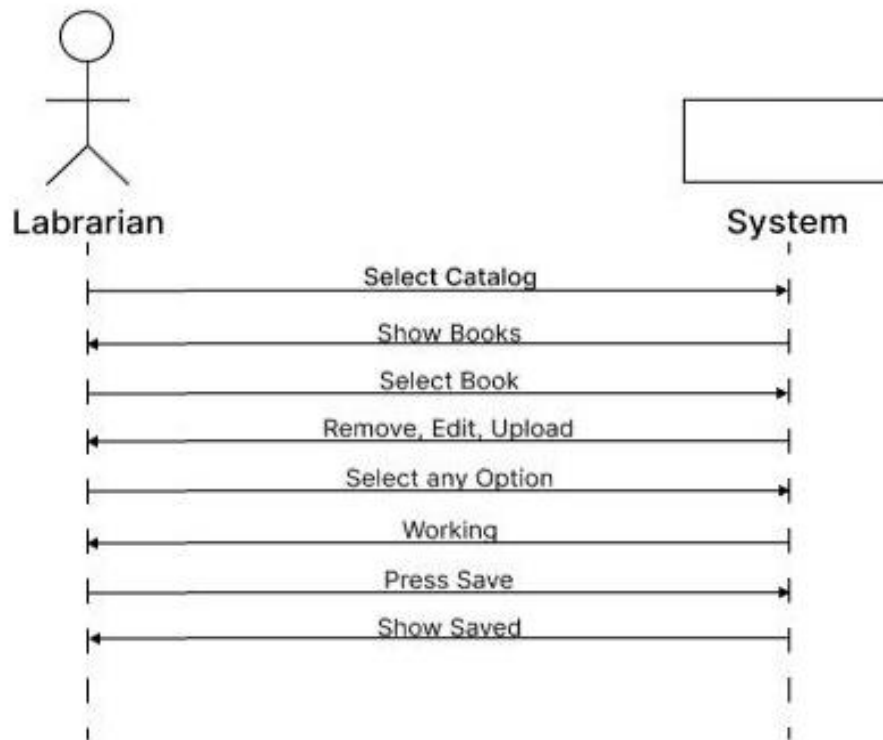 Labrarian
System
Select Catalog
Show Books
Select Book
Remove, Edit, Upload
Select any Option
Working
Press Save
Show Saved